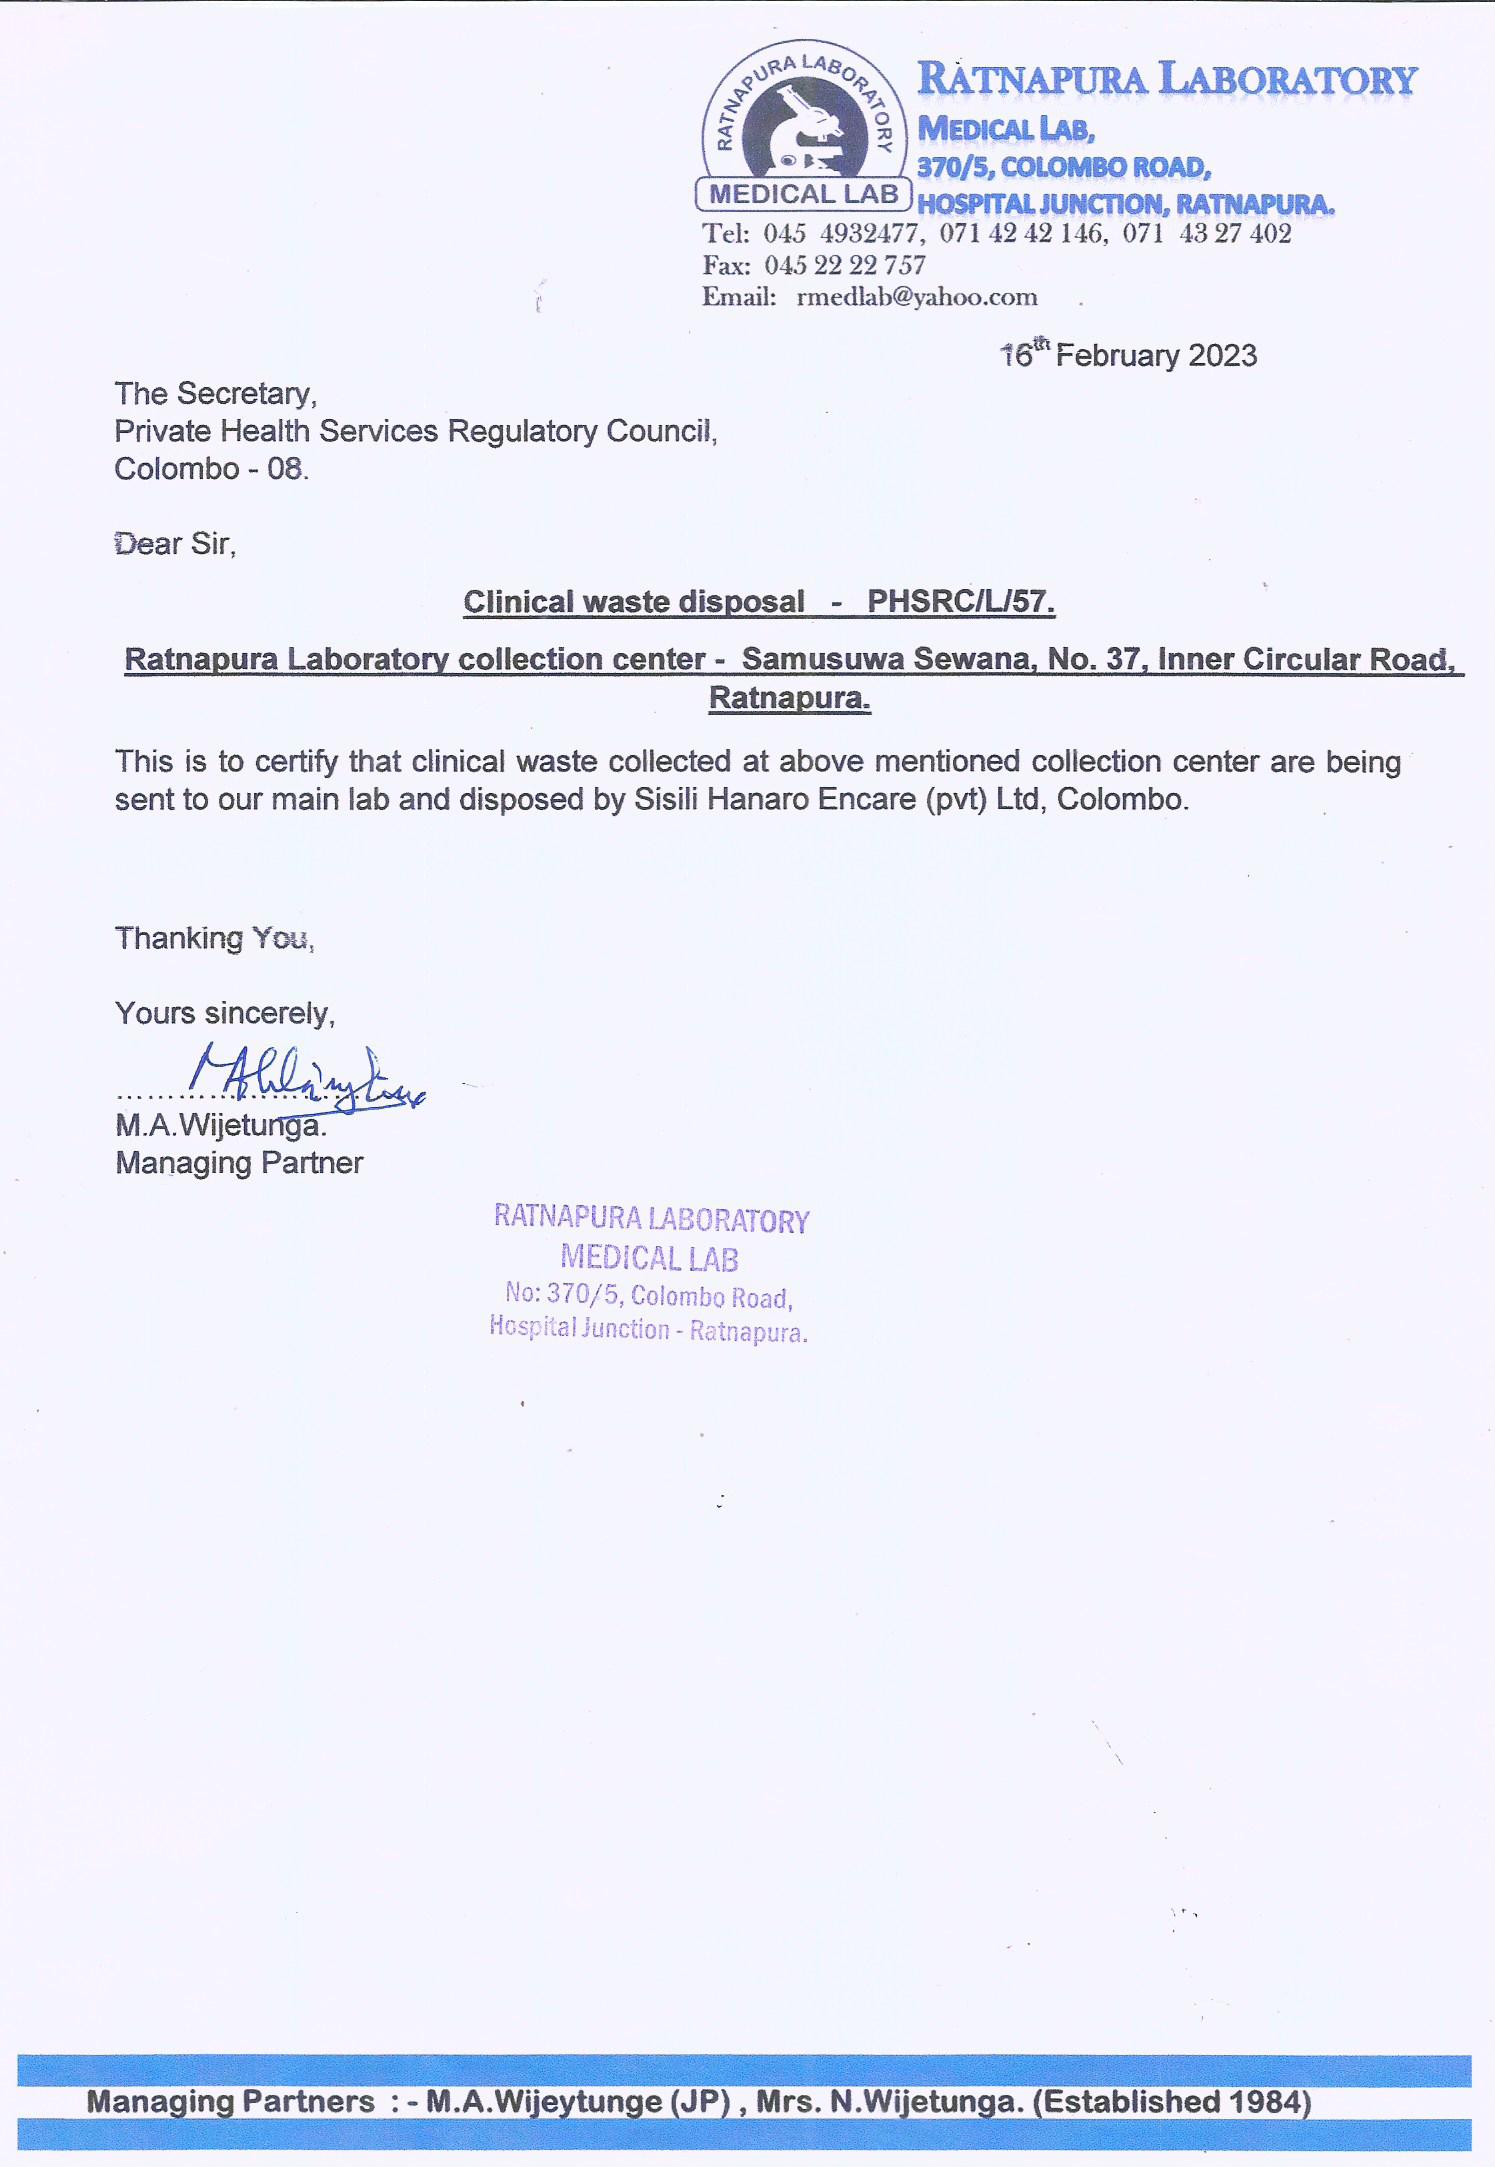 RATNAPURA LABORATORY
MEDICAL LAB
RATNAPURA LABORATORY
MEDICAL LAB,
370/5, COLOMBO ROAD,
HOSPITAL JUNCTION, RATNAPURA.
Tel: 045 4932477, 071 42 42 146, 071 43 27 402
Fax: 045 22 22 757
Email: rmedlab@yahoo.com
16th February 2023
The Secretary,
Private Health Services Regulatory Council,
Colombo - 08.
Dear Sir,
Clinical waste disposal - PHSRC/L/57.
Ratnapura Laboratory collection center - Samusuwa Sewana, No. 37, Inner Circular Road,
Ratnapura.
This is to certify that clinical waste collected at above mentioned collection center are being
sent to our main lab and disposed by Sisili Hanaro Encare (pvt) Ltd, Colombo.
Thanking You,
Yours sincerely,
M.A.Wijetunga.
Managing Partner
RATNAPURA LABORATORY
MEDICAL LAB
No: 370/5, Colombo Road,
Hospital Junction - Ratnapura.
Managing Partners : - M.A.Wijeytunge (JP) , Mrs. N.Wijetunga. (Established 1984)